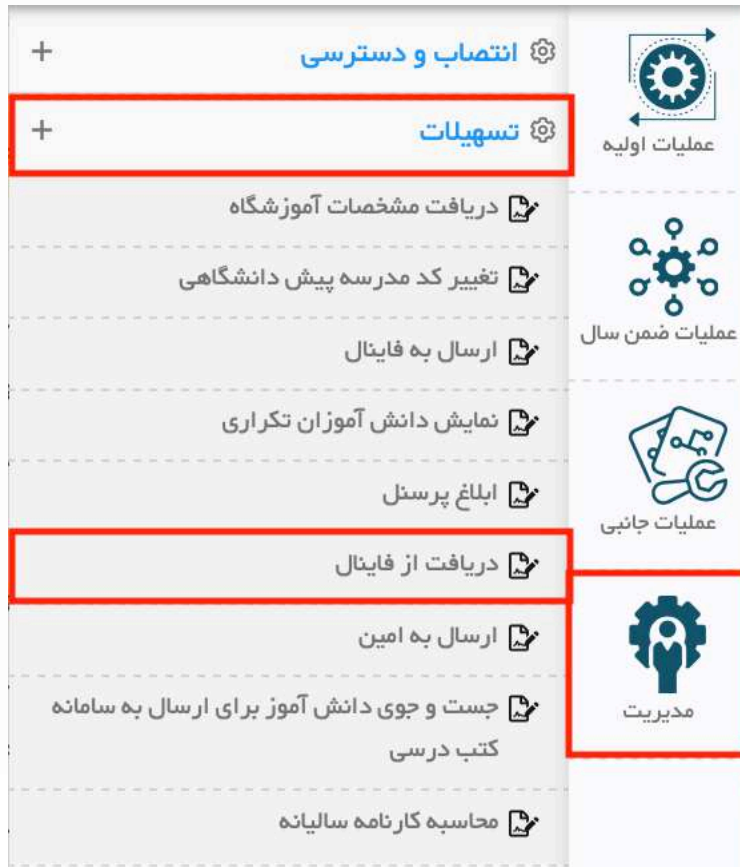 عملیات اولیه
عملیات ضمن سال
عملیات جانبی
مدیریت
انتصاب و دسترسی +
تسهیلات +
دریافت مشخصات آموزشگاه
تغییر کد مدرسه پیش دانشگاهی
ارسال به فاینال
نمایش دانش آموزان تکراری
ابلاغ پرسنل
دریافت از فاینال
ارسال به امین
جست و جوی دانش آموز برای ارسال به سامانه
کتب درسی
محاسبه کارنامه سالیانه